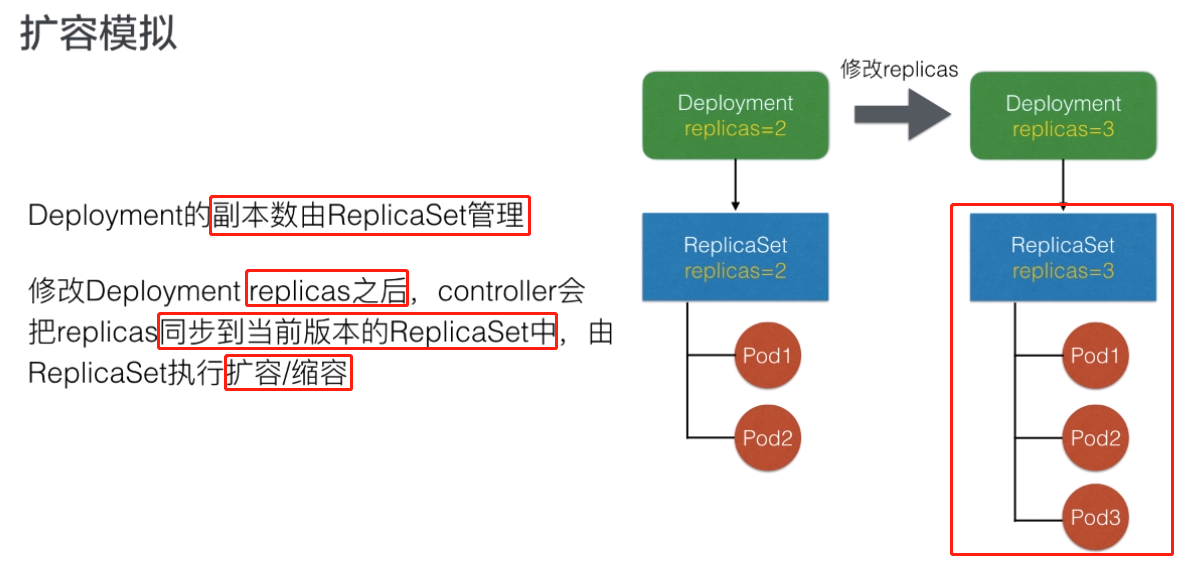 扩容模拟
Deployment的副本数由ReplicaSet管理
修改Deployment replicas之后，controller会
把replicas同步到当前版本的ReplicaSet中，由
ReplicaSet执行扩容/缩容
修改replicas
Deployment
replicas=2
Deployment
replicas=3
ReplicaSet
replicas=2
ReplicaSet
replicas=3
Pod1
Pod2
Pod1
Pod2
Pod3